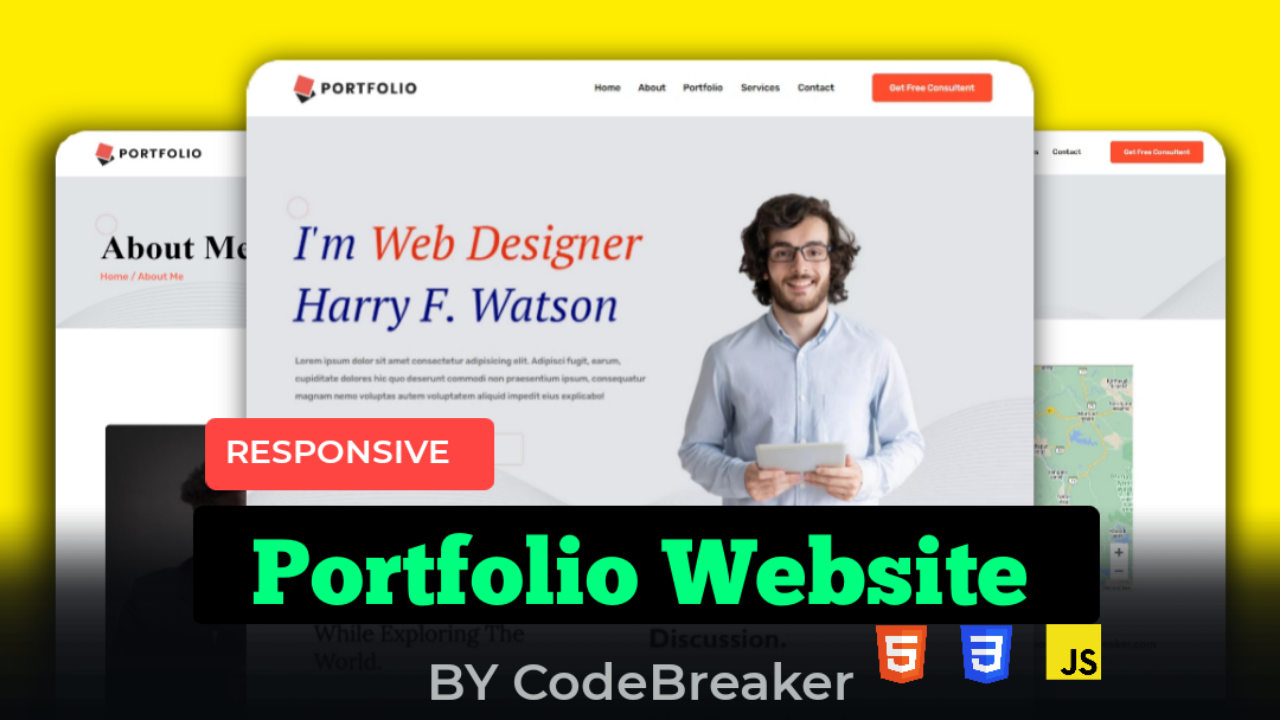 PORTFOLIO
Home About Portfolio Services Contact
Get Free Consultent
PORTFOLIO
Contact
Get Free Consultent
About Me
Home / About Me
I'm Web Designer
Harry F. Watson
Lorem ipsum dolor sit amet consectetur adipisicing elit. Adipisci fugit, earum,
cupiditate dolores hic quo deserunt commodi non praesentium ipsum, consequatur
magnam nemo voluptas autem voluptatem aliquid impedit eius explicabo!
RESPONSIVE
Portfolio Website
While Exploring The
World.
Discussion.
5
3
JS
BY CodeBreaker